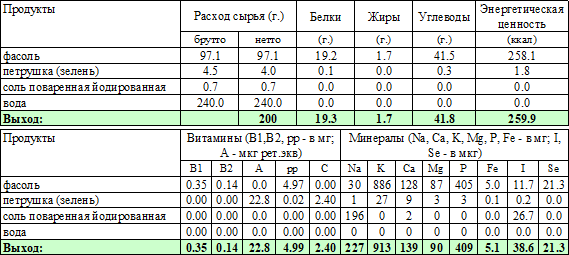 Продукты Расход сырья (г.) Белки Жиры Углеводы Энергетическая ценность
брутто нетто (г.) (г.) (г.) (ккал)
фасоль 97.1 97.1 19.2 1.7 41.5 258.1
петрушка (зелень) 4.5 4.0 0.1 0.0 0.3 1.8
соль поваренная йодированная 0.7 0.7 0.0 0.0 0.0 0.0
вода 240.0 240.0 0.0 0.0 0.0 0.0
Выход: 200 19.3 1.7 41.8 259.9
Продукты Витамины (B1,B2, pp - в мг; А - мкг рет.экв) Минералы (Na, Ca, K, Mg, P, Fe - в мг; I, Se - в мкг)
B1 B2 A pp C Na K Ca Mg P Fe I Se
фасоль 0.35 0.14 0.0 4.97 0.00 30 886 128 87 405 5.0 11.7 21.3
петрушка (зелень) 0.00 0.00 22.8 0.02 2.40 1 27 9 3 3 0.1 0.2 0.0
соль поваренная йодированная 0.00 0.00 0.0 0.00 0.00 196 0 2 0 0 0.0 26.7 0.0
вода 0.00 0.00 0.0 0.00 0.00 0 0 0 0 0 0.0 0.0 0.0
Выход: 0.35 0.14 22.8 4.99 2.40 227 913 139 90 409 5.1 38.6 21.3